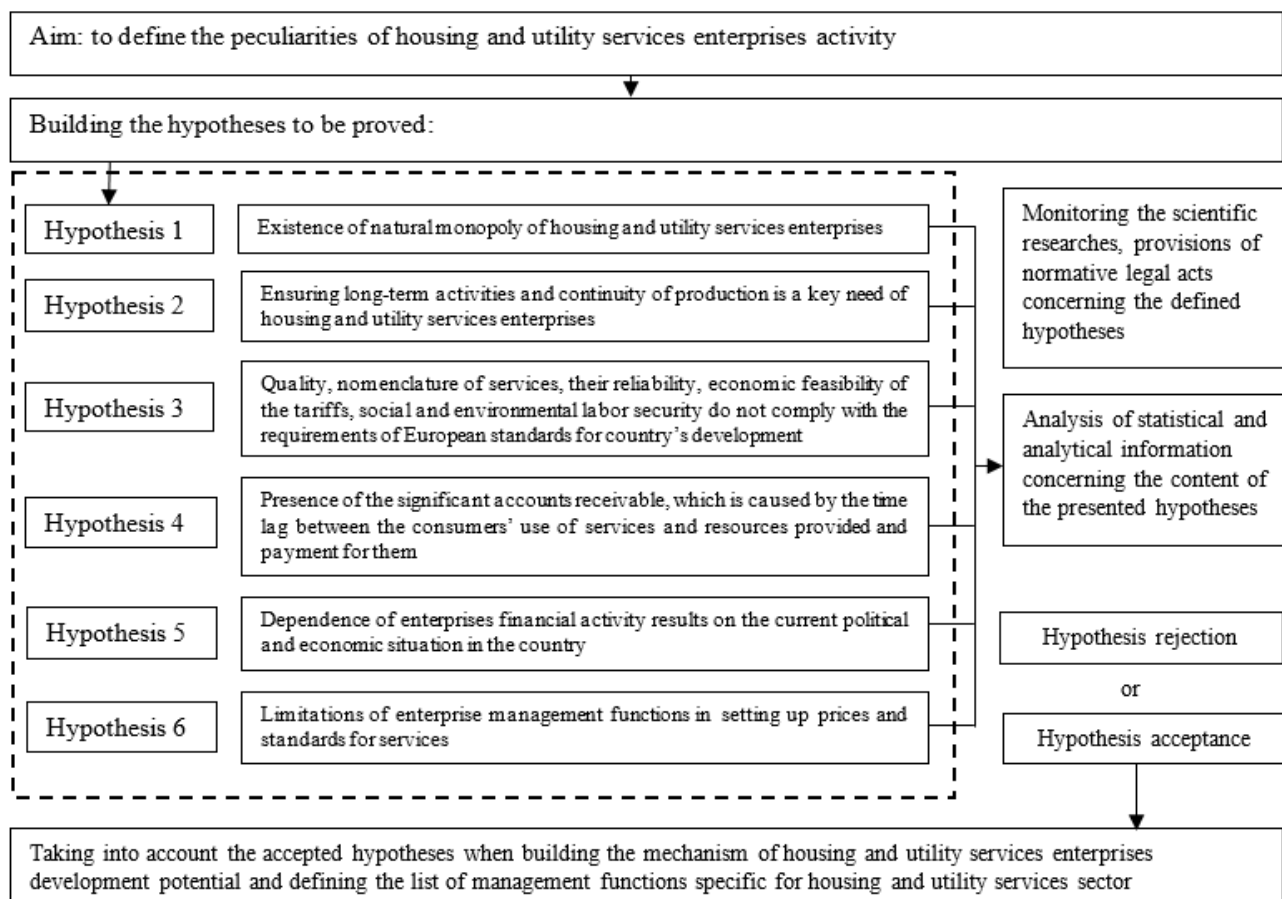 Aim: to define the peculiarities of housing and utility services enterprises activity
Building the hypotheses to be proved:
Hypothesis 1
Existence of natural monopoly of housing and utility services enterprises
Hypothesis 2
Ensuring long-term activities and continuity of production is a key need of
housing and utility services enterprises
Hypothesis 3
Quality, nomenclature of services, their reliability, economic feasibility of
the tariffs, social and environmental labor security do not comply with the
requirements of European standards for country’s development
Hypothesis 4
Presence of the significant accounts receivable, which is caused by the time
lag between the consumers’ use of services and resources provided and
payment for them
Hypothesis 5
Dependence of enterprises financial activity results on the current political
and economic situation in the country
Hypothesis 6
Limitations of enterprise management functions in setting up prices and
standards for services
Monitoring the scientific
researches, provisions of
normative legal acts
concerning the defined
hypotheses
Analysis of statistical and
analytical information
concerning the content of
the presented hypotheses
Hypothesis rejection
or
Hypothesis acceptance
Taking into account the accepted hypotheses when building the mechanism of housing and utility services enterprises
development potential and defining the list of management functions specific for housing and utility services sector